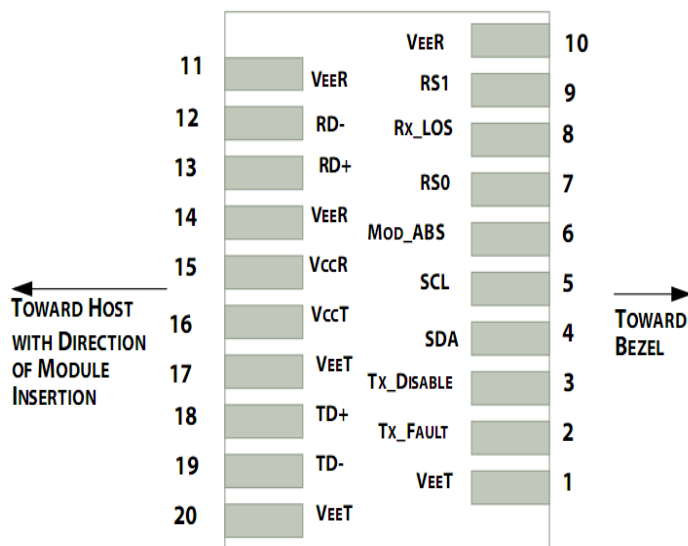 VEER 10
11 VEER
RS1 9
12 RD-
Rx_LOS 8
13 RD+
RS0 7
14 VEER
MOD_ABS 6
15 VCCR
SCL 5
16 VCCT
SDA 4
17 VEET
Tx_DISABLE 3
18 TD+
Tx_FAULT 2
19 TD-
VEET 1
20 VEET
TOWARD HOST
WITH DIRECTION
OF MODULE
INSERTION
TOWARD
BEZEL